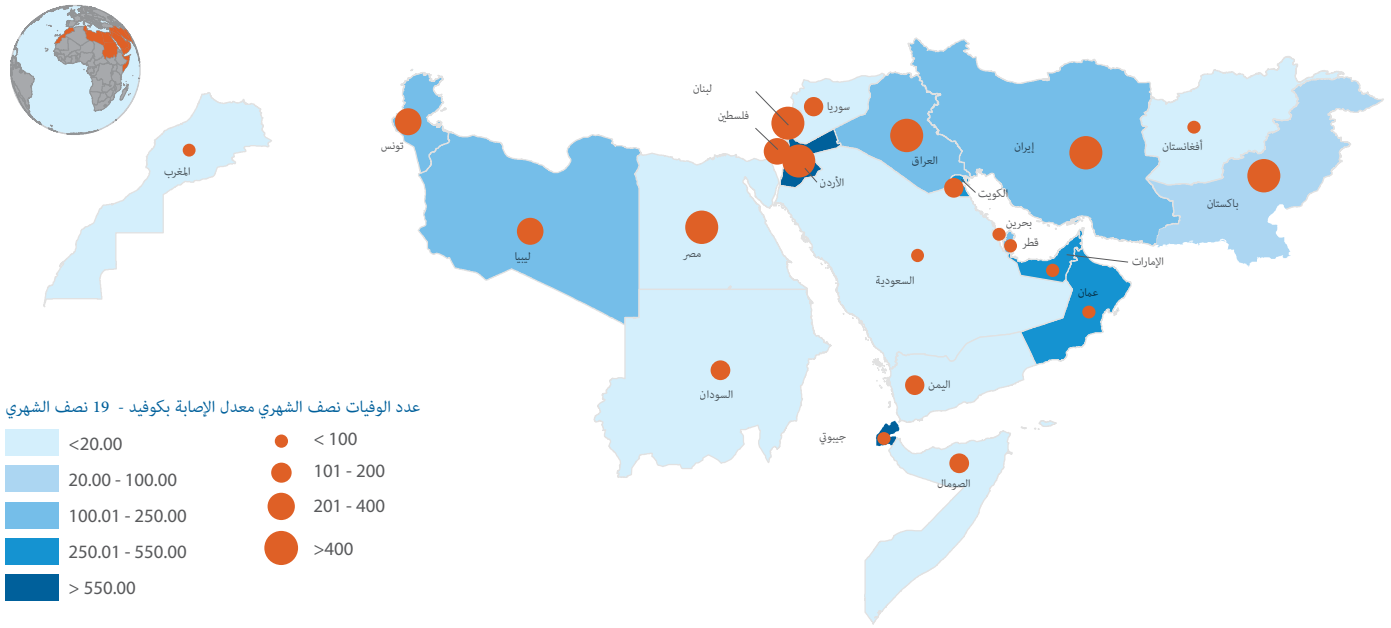 لبنان
سوريا
فلسطين
تونس
العراق
إيران
أفغانستان
المغرب
الأردن
الكويت
باكستان
بحرين
قطر
ليبيا
مصر
الإمارات
السعودية
عمان
السودان
اليمن
جيبوتي
الصومال
عدد الوفيات نصف الشهري
معدل الإصابة بكوفيد - 19 نصف الشهري
<20.00
20.00 - 100.00
100.01 - 250.00
250.01 - 550.00
> 550.00
< 100
101 - 200
201 - 400
>400